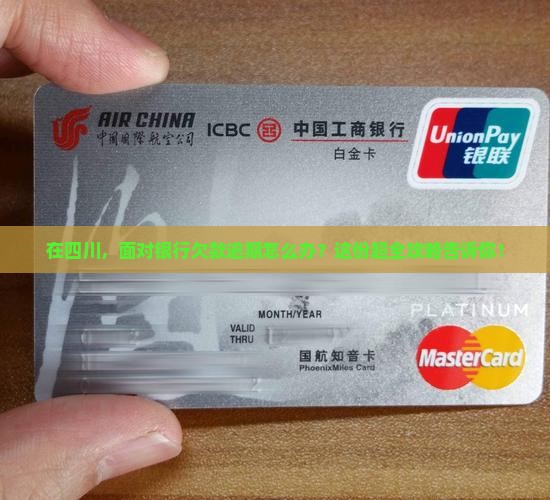 AIR CHINA
中国国際航空公司
ICBC 中国工商银行
白金卡
UnionPay
银联
在四川，面对银行欠款逾期怎么办？这份超全攻略告诉你！
PLATINUM
MONTH/YEAR
VALID
THRU
国航知音卡
PhoenixMiles Card
MasterCard